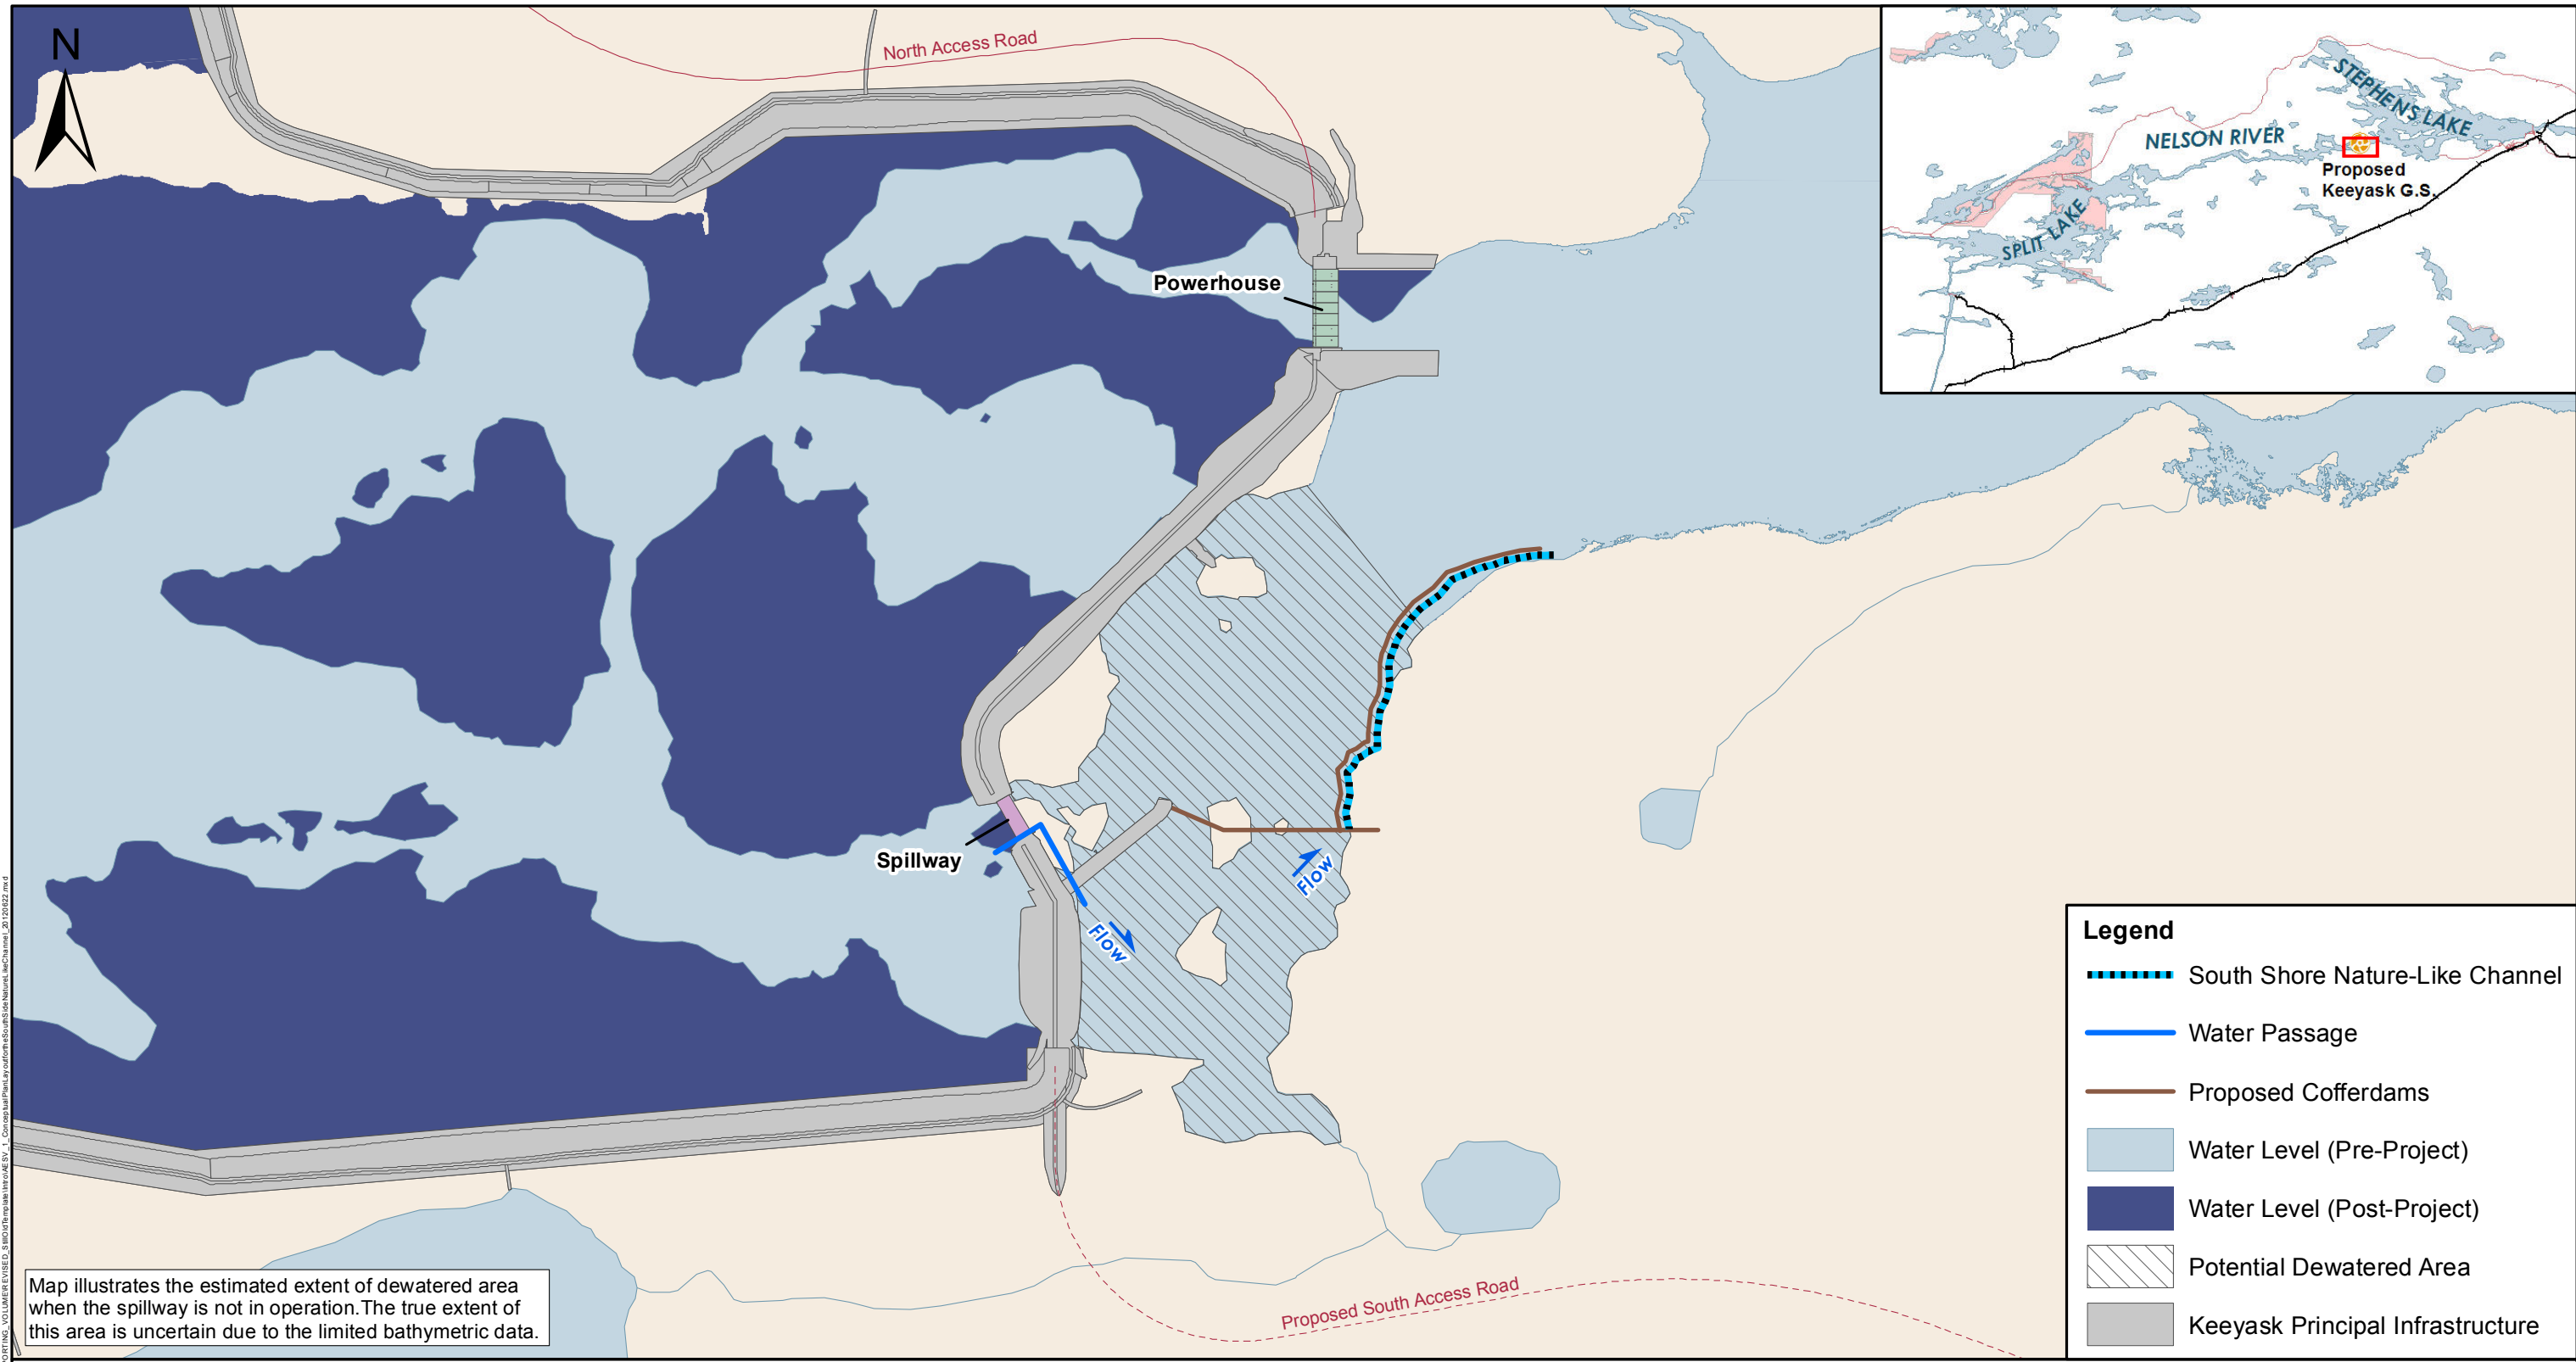 N
North Access Road
STEPHENS LAKE
NELSON RIVER
Proposed
Keeyask G.S.
SPLIT LAKE
Powerhouse
Spillway
Flow
Flow
Legend
South Shore Nature-Like Channel
Water Passage
Proposed Cofferdams
Water Level (Pre-Project)
Water Level (Post-Project)
Potential Dewatered Area
Keeyask Principal Infrastructure
Proposed South Access Road
Map illustrates the estimated extent of dewatered area
when the spillway is not in operation.The true extent of
this area is uncertain due to the limited bathymetric data.